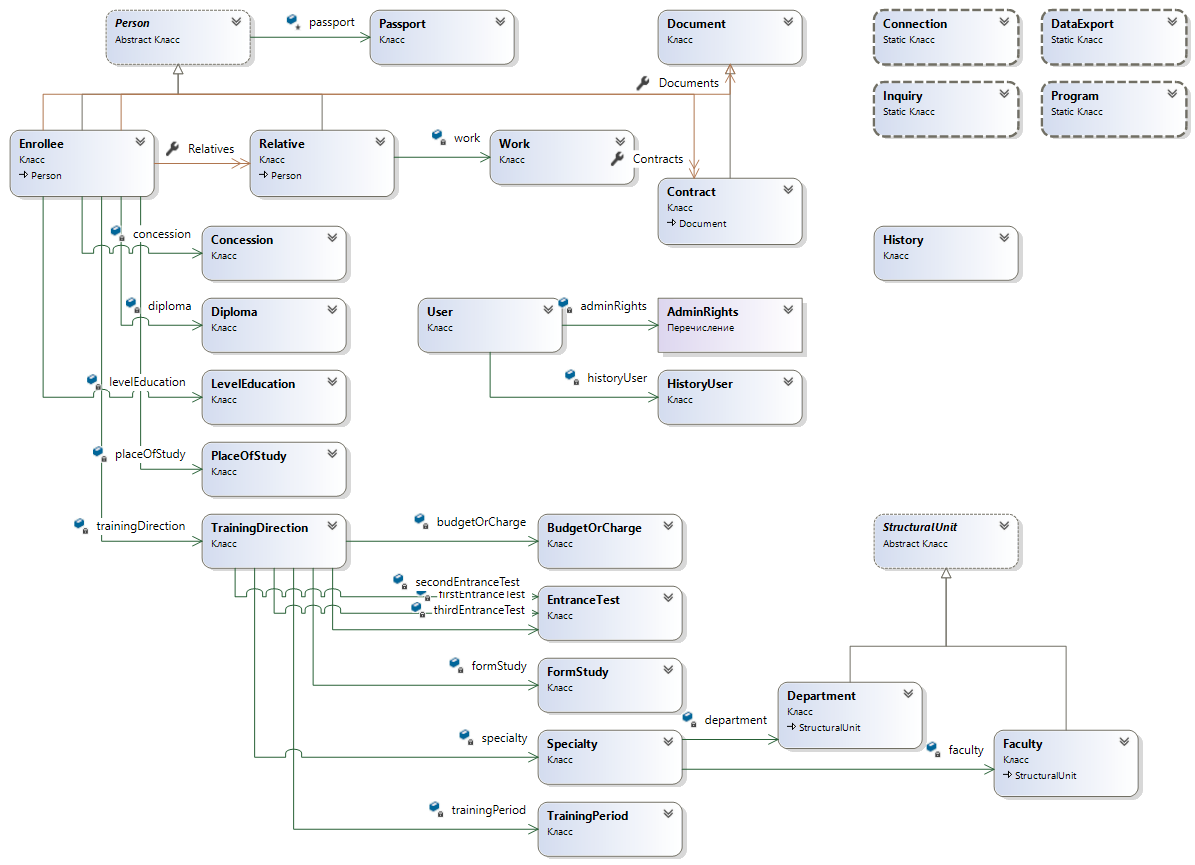 Person
Abstract Класс
passport
Passport
Класс
Document
Класс
Connection
Static Класс
DataExport
Static Класс
Documents
Inquiry
Static Класс
Program
Static Класс
Enrollee
Класс
Person
Relatives
Relative
Класс
Person
work
Work
Класс
Contracts
Contract
Класс
Document
concession
Concession
Класс
History
Класс
diploma
Diploma
Класс
User
Класс
adminRights
AdminRights
Перечисление
levelEducation
LevelEducation
Класс
historyUser
HistoryUser
Класс
placeOfStudy
PlaceOfStudy
Класс
trainingDirection
TrainingDirection
Класс
budgetOrCharge
BudgetOrCharge
Класс
StructuralUnit
Abstract Класс
secondEntranceTest
firstEntranceTest
thirdEntranceTest
EntranceTest
Класс
formStudy
FormStudy
Класс
department
Department
Класс
StructuralUnit
specialty
Specialty
Класс
faculty
Faculty
Класс
StructuralUnit
trainingPeriod
TrainingPeriod
Класс